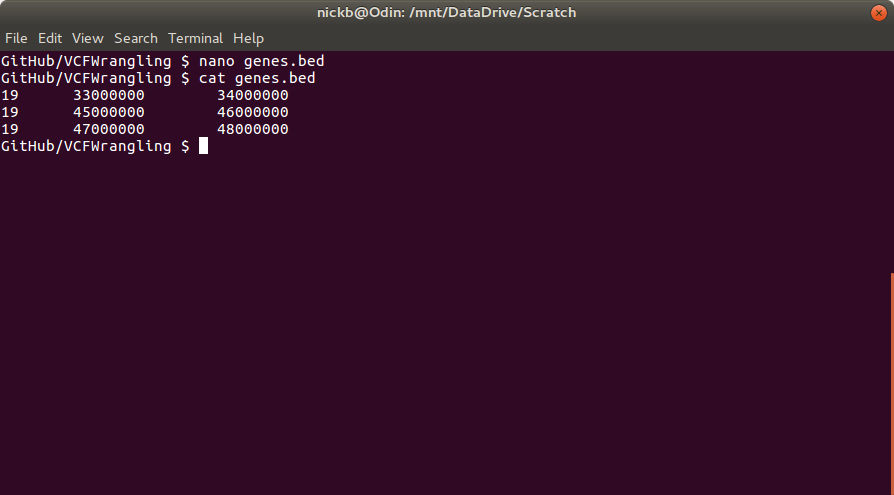 nickb@Odin: /mnt/DataDrive/Scratch
File Edit View Search Terminal Help
GitHub/VCFWrangling $ nano genes.bed
GitHub/VCFWrangling $ cat genes.bed
19      33000000        34000000
19      45000000        46000000
19      47000000        48000000
GitHub/VCFWrangling $